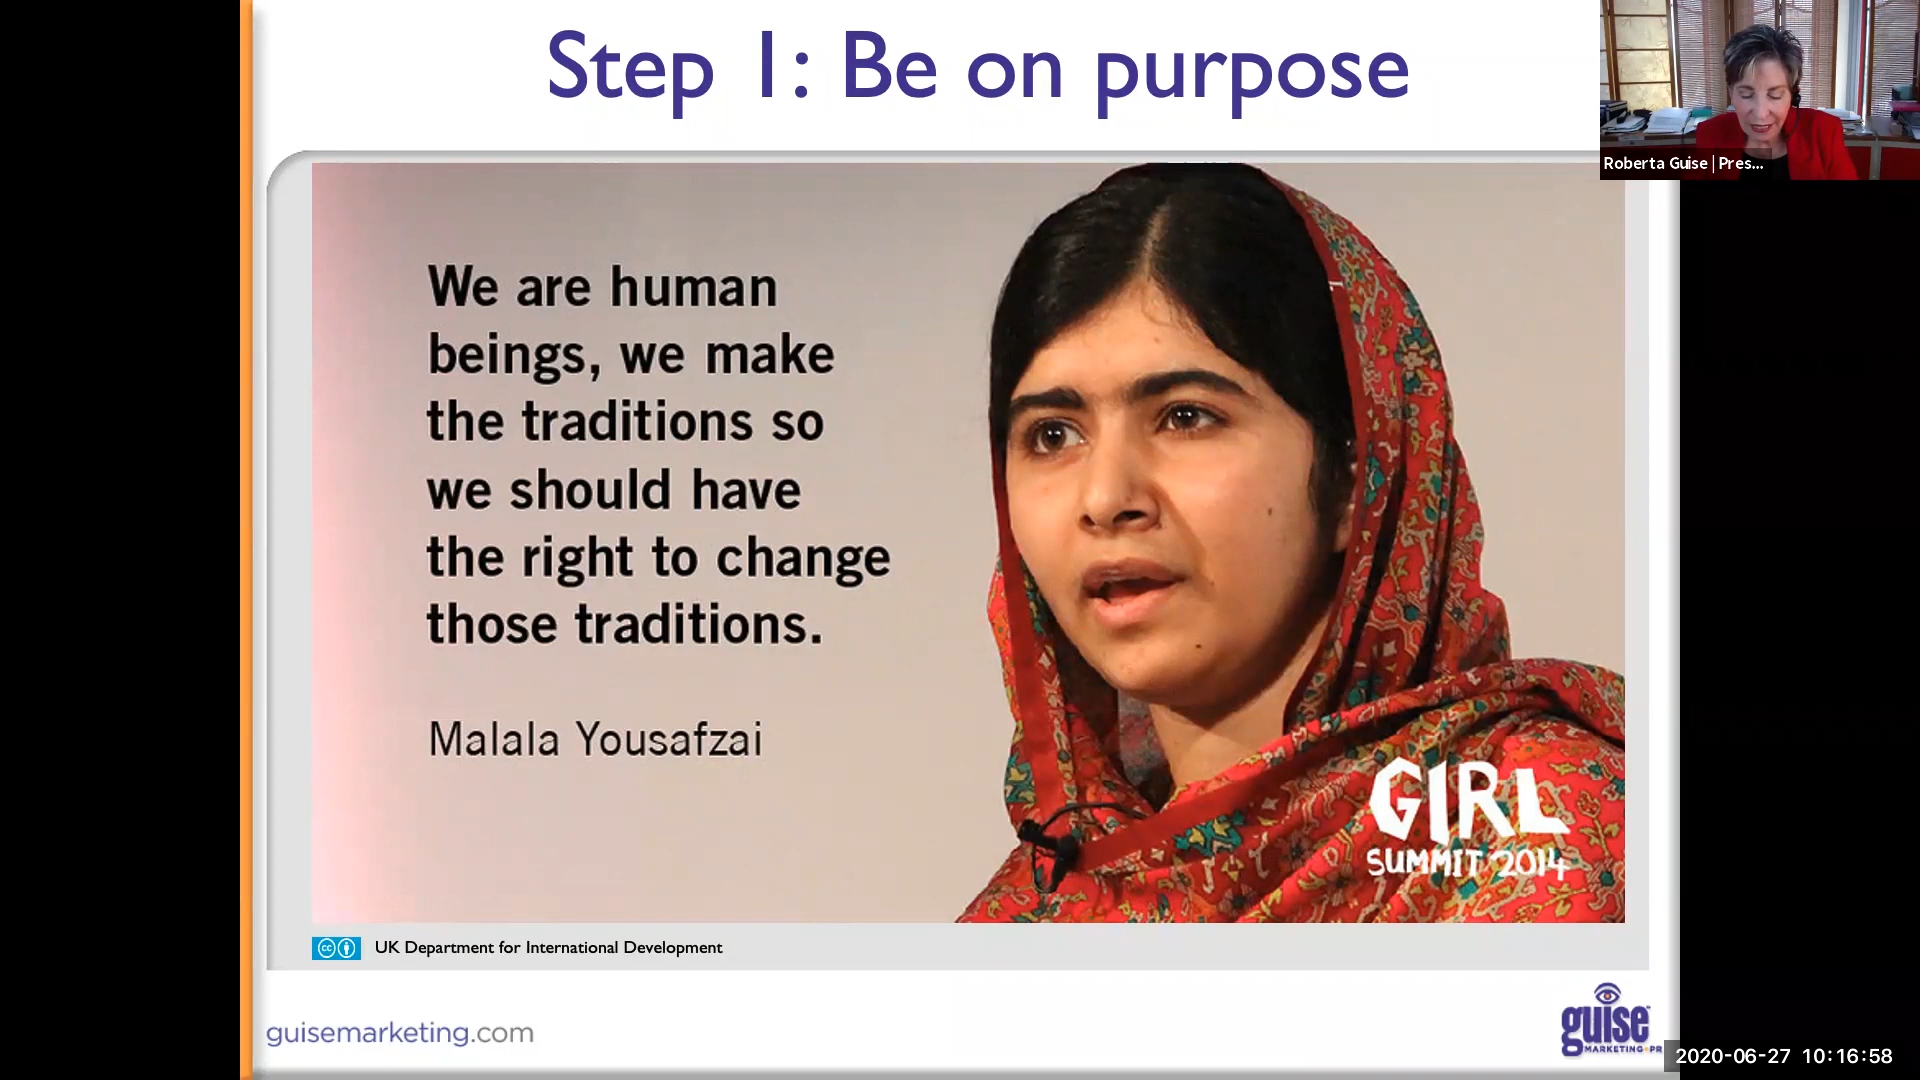 Step 1: Be on purpose
Roberta Guise | Pres...
We are human
beings, we make
the traditions so
we should have
the right to change
those traditions.
Malala Yousafzai
GIRL
SUMMIT 2014
cc
UK Department for International Development
guisemarketing.com
guise
MARKETING+PR
2020-06-27 10:16:58